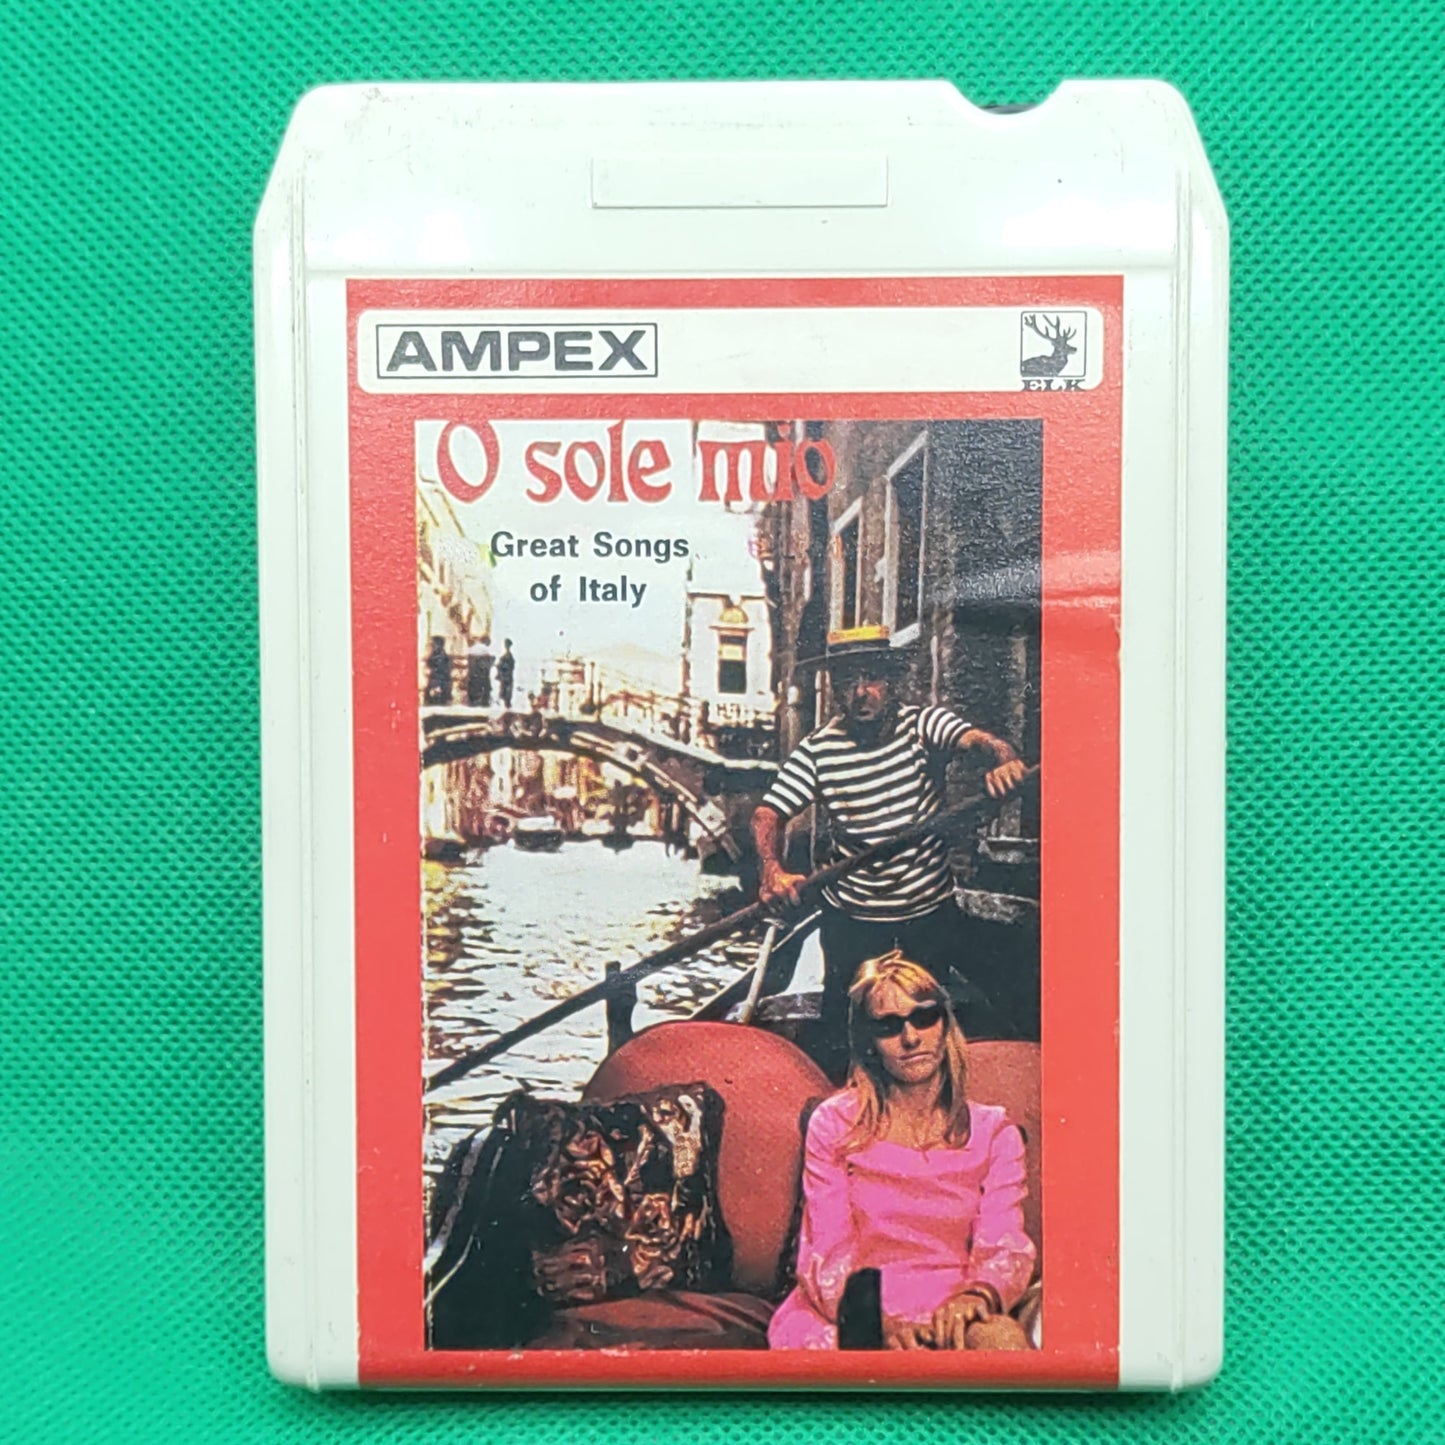 AMPEX
ELK
O sole mio
Great Songs
of Italy